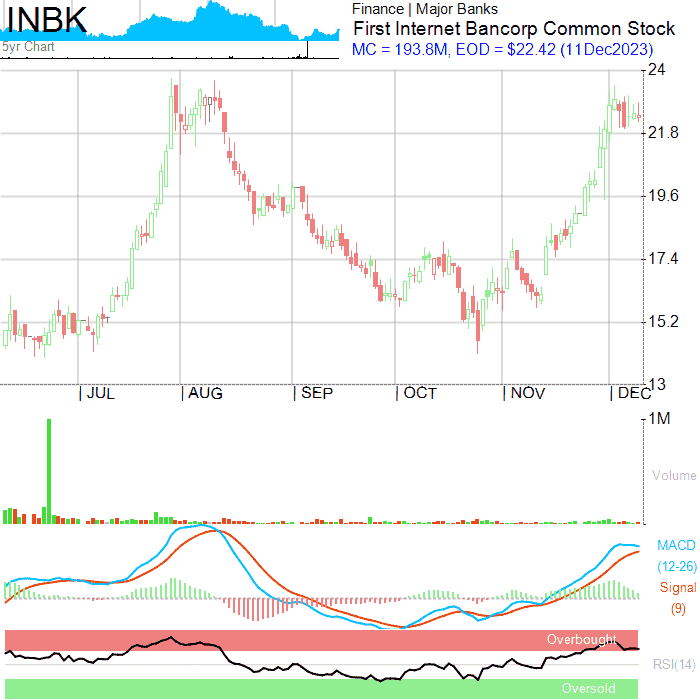 INBK
5yr Chart
Finance | Major Banks
First Internet Bancorp Common Stock
MC = 193.8M, EOD = $22.42 (11Dec2023)
24
21.8
19.6
17.4
15.2
13
JUL AUG SEP OCT NOV DEC
1M
Volume
MACD
(12-26)
Signal
(9)
Overbought
RSI(14)
Oversold